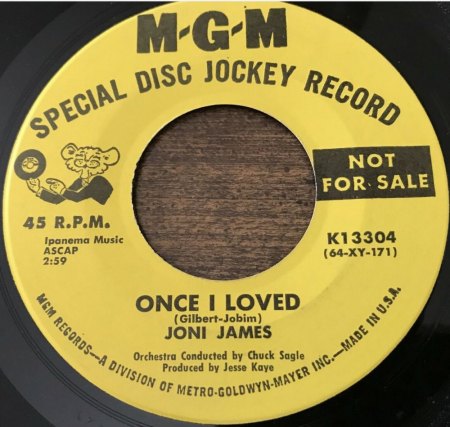 M-G-M
SPECIAL DISC JOCKEY RECORD
NOT
FOR SALE
45 R.P.M.
Ipanema Music
ASCAP
2:59
K13304
(64-XY-171)
ONCE I LOVED
(Gilbert-Jobim)
JONI JAMES
Orchestra Conducted by Chuck Sagle
Produced by Jesse Kaye
MGM RECORDS—A DIVISION OF METRO-GOLDWYN-MAYER INC.—MADE IN U.S.A.